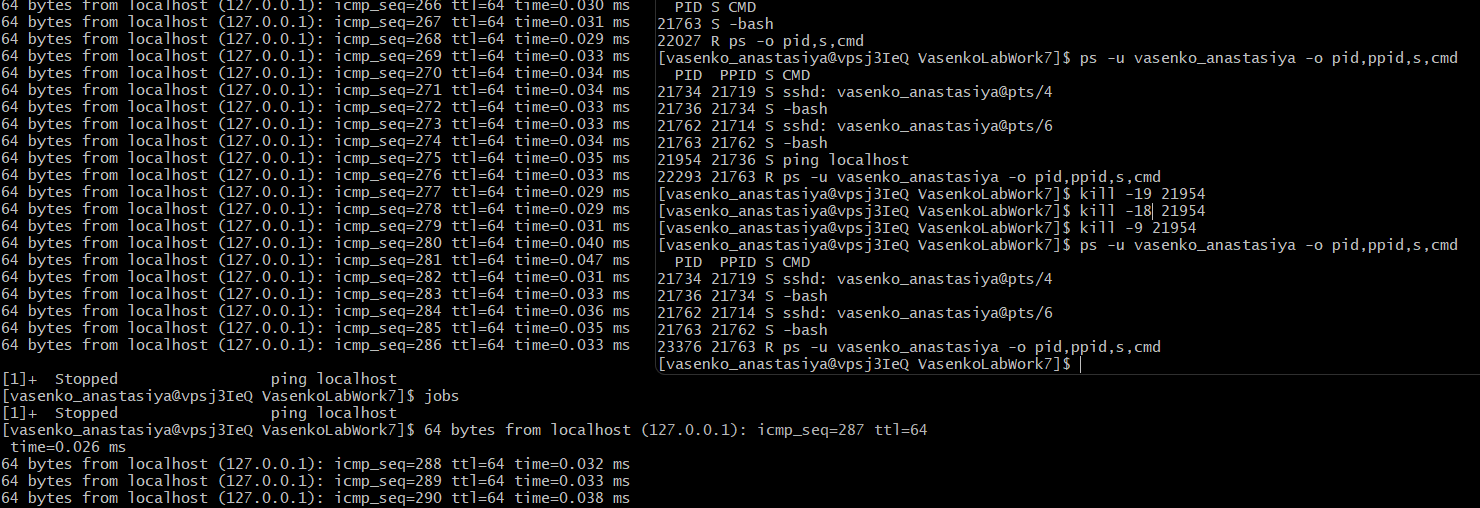 64 bytes from localhost (127.0.0.1): icmp_seq=266 ttl=64 time=0.030 ms
64 bytes from localhost (127.0.0.1): icmp_seq=267 ttl=64 time=0.031 ms
64 bytes from localhost (127.0.0.1): icmp_seq=268 ttl=64 time=0.029 ms
64 bytes from localhost (127.0.0.1): icmp_seq=269 ttl=64 time=0.033 ms
64 bytes from localhost (127.0.0.1): icmp_seq=270 ttl=64 time=0.034 ms
64 bytes from localhost (127.0.0.1): icmp_seq=271 ttl=64 time=0.034 ms
64 bytes from localhost (127.0.0.1): icmp_seq=272 ttl=64 time=0.033 ms
64 bytes from localhost (127.0.0.1): icmp_seq=273 ttl=64 time=0.033 ms
64 bytes from localhost (127.0.0.1): icmp_seq=274 ttl=64 time=0.034 ms
64 bytes from localhost (127.0.0.1): icmp_seq=275 ttl=64 time=0.035 ms
64 bytes from localhost (127.0.0.1): icmp_seq=276 ttl=64 time=0.033 ms
64 bytes from localhost (127.0.0.1): icmp_seq=277 ttl=64 time=0.029 ms
64 bytes from localhost (127.0.0.1): icmp_seq=278 ttl=64 time=0.029 ms
64 bytes from localhost (127.0.0.1): icmp_seq=279 ttl=64 time=0.031 ms
64 bytes from localhost (127.0.0.1): icmp_seq=280 ttl=64 time=0.040 ms
64 bytes from localhost (127.0.0.1): icmp_seq=281 ttl=64 time=0.047 ms
64 bytes from localhost (127.0.0.1): icmp_seq=282 ttl=64 time=0.031 ms
64 bytes from localhost (127.0.0.1): icmp_seq=283 ttl=64 time=0.033 ms
64 bytes from localhost (127.0.0.1): icmp_seq=284 ttl=64 time=0.036 ms
64 bytes from localhost (127.0.0.1): icmp_seq=285 ttl=64 time=0.035 ms
64 bytes from localhost (127.0.0.1): icmp_seq=286 ttl=64 time=0.033 ms
[1]+  Stopped                 ping localhost
[vasenko_anastasiya@vpsj3IeQ VasenkoLabWork7]$ jobs
[1]+  Stopped                 ping localhost
[vasenko_anastasiya@vpsj3IeQ VasenkoLabWork7]$ 64 bytes from localhost (127.0.0.1): icmp_seq=287 ttl=64
 time=0.026 ms
64 bytes from localhost (127.0.0.1): icmp_seq=288 ttl=64 time=0.032 ms
64 bytes from localhost (127.0.0.1): icmp_seq=289 ttl=64 time=0.033 ms
64 bytes from localhost (127.0.0.1): icmp_seq=290 ttl=64 time=0.038 ms
  PID S CMD
21763 S -bash
22027 R ps -o pid,s,cmd
[vasenko_anastasiya@vpsj3IeQ VasenkoLabWork7]$ ps -u vasenko_anastasiya -o pid,ppid,s,cmd
  PID  PPID S CMD
21734 21719 S sshd: vasenko_anastasiya@pts/4
21736 21734 S -bash
21762 21714 S sshd: vasenko_anastasiya@pts/6
21763 21762 S -bash
21954 21736 S ping localhost
22293 21763 R ps -u vasenko_anastasiya -o pid,ppid,s,cmd
[vasenko_anastasiya@vpsj3IeQ VasenkoLabWork7]$ kill -19 21954
[vasenko_anastasiya@vpsj3IeQ VasenkoLabWork7]$ kill -18 21954
[vasenko_anastasiya@vpsj3IeQ VasenkoLabWork7]$ kill -9 21954
[vasenko_anastasiya@vpsj3IeQ VasenkoLabWork7]$ ps -u vasenko_anastasiya -o pid,ppid,s,cmd
  PID  PPID S CMD
21734 21719 S sshd: vasenko_anastasiya@pts/4
21736 21734 S -bash
21762 21714 S sshd: vasenko_anastasiya@pts/6
21763 21762 S -bash
23376 21763 R ps -u vasenko_anastasiya -o pid,ppid,s,cmd
[vasenko_anastasiya@vpsj3IeQ VasenkoLabWork7]$